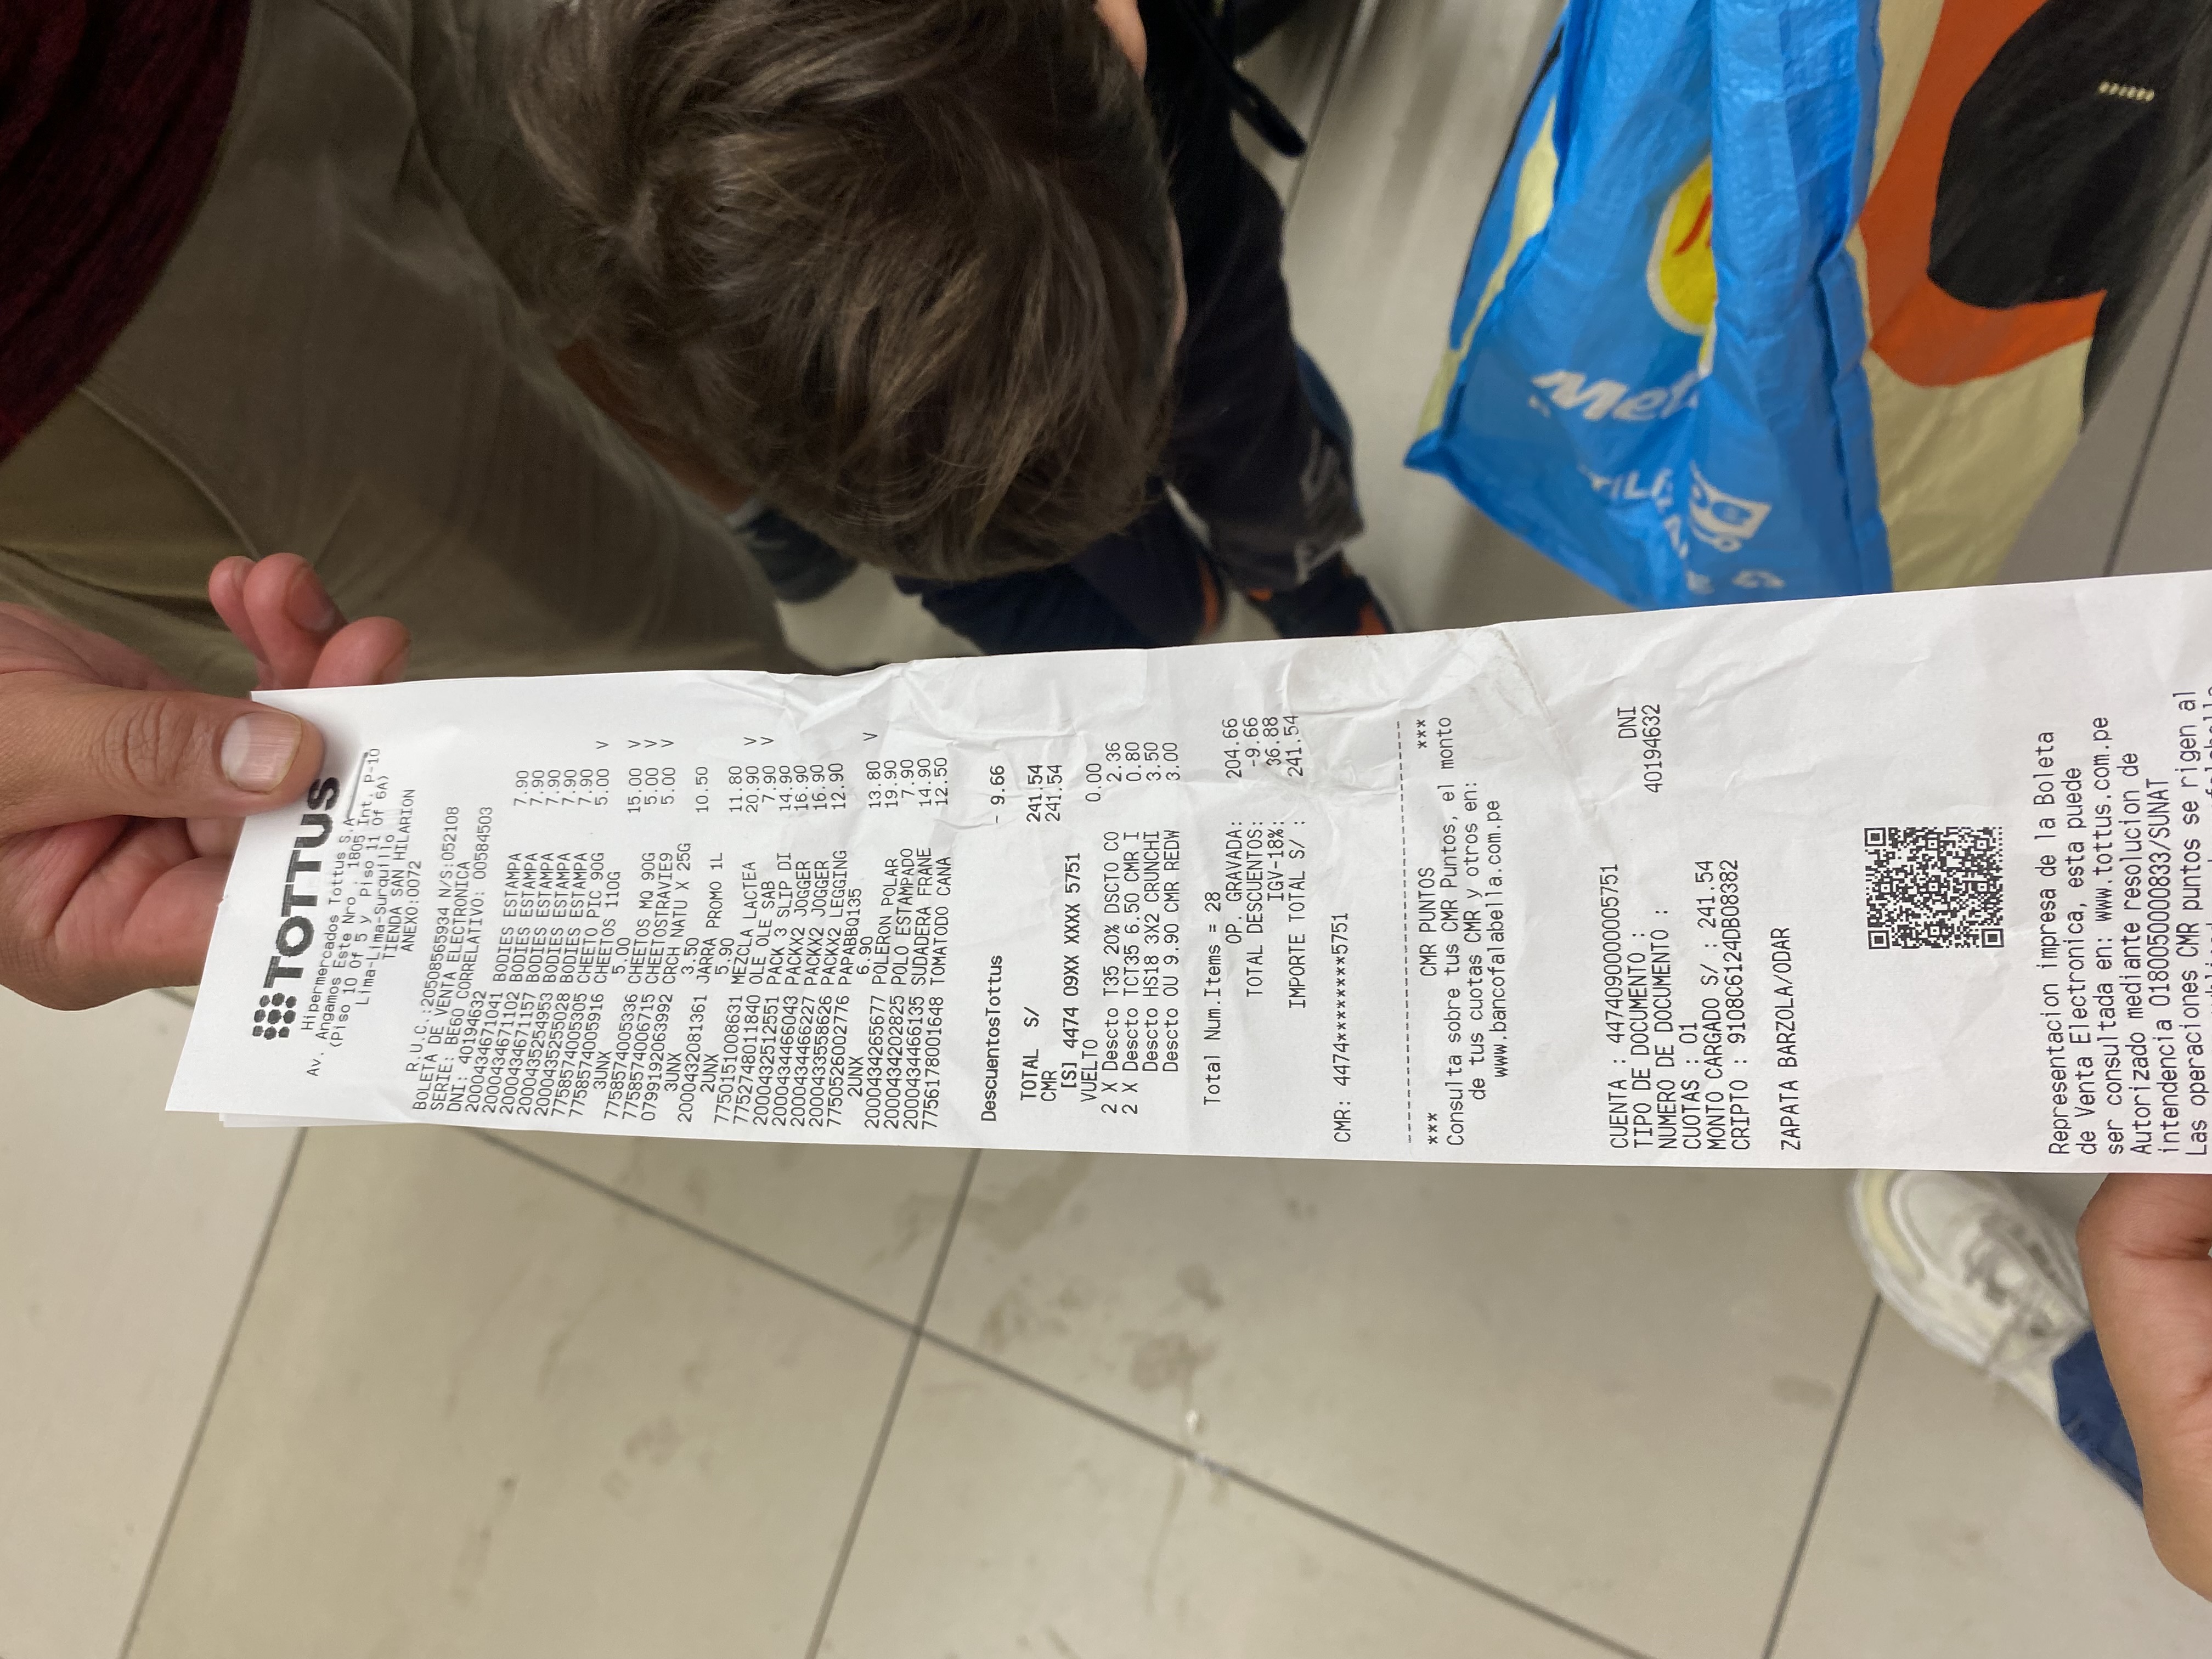 TOTTUS
Hipermercados Tottus S.A
Av. Angamos Este Nro . 1805 Int. P-10
(Piso 10 Of 5 y Piso 11 Of 6A)
Lima-Lima-Surquillo
TIENDA SAN HILARION
ANEXO:0072
R.U.C.:20508565934 N/S:052108
BOLETA DE VENTA ELECTRONICA
SERIE: BE60 CORRELATIVO: 00584503
DNI: 40194632
2000434671041 BODIES ESTAMPA 7.90
2000434671102 BODIES ESTAMPA 7.90
2000434671157 BODIES ESTAMPA 7.90
2000435254953 BODIES ESTAMPA 7.90
2000435255028 BODIES ESTAMPA 7.90
7758574005305 CHEETO PIC 90G 5.00 V
7758574005916 CHEETOS 110G
3UNX 5.00 15.00 V
7758574005336 CHEETOS MQ 90G 5.00 V
7758574006715 CHEETOSTRAVIE9 5.00 V
0799192063992 CRCH NATU X 25G
3UNX 3.50 10.50
2000432081361 JARRA PROMO 1L
2UNX 5.90 11.80
7750151008631 MEZCLA LACTEA 20.90 V
7752748011840 OLE OLE SAB 7.90 V
2000432512551 PACK 3 SLIP DI 14.90
2000434466043 PACKX2 JOGGER 16.90
2000434466227 PACKX2 JOGGER 16.90
2000433558626 PACKX2 LEGGING 12.90
7750526002776 PAPABBQ135
2UNX 6.90 13.80 V
2000434265677 POLERON POLAR 19.90
2000434202825 POLO ESTAMPADO 7.90
2000434466135 SUDADERA FRANE 14.90
7756178001648 TOMATODO CANA 12.50
DescuentosTottus - 9.66
TOTAL S/ 241.54
CMR 241.54
[S] 4474 09XX XXXX 5751
VUELTO 0.00
2 X Descto T35 20% DSCTO CO 2.36
2 X Descto TCT35 6.50 CMR I 0.80
Descto HS18 3X2 CRUNCHI 3.50
Descto OU 9.90 CMR REDW 3.00
Total Num.Items = 28
OP. GRAVADA: 204.66
TOTAL DESCUENTOS: -9.66
IGV-18%: 36.88
IMPORTE TOTAL S/ : 241.54
CMR: 4474********5751
*** CMR PUNTOS ***
Consulta sobre tus CMR Puntos, el monto
de tus cuotas CMR y otros en:
www.bancofalabella.com.pe
CUENTA : 4474090000005751
TIPO DE DOCUMENTO : DNI
NUMERO DE DOCUMENTO : 40194632
CUOTAS : 01
MONTO CARGADO S/ : 241.54
CRIPTO : 9108C6124DB08382
ZAPATA BARZOLA/ODAR
Representacion impresa de la Boleta
de Venta Electronica, esta puede
ser consultada en: www.tottus.com.pe
Autorizado mediante resolucion de
intendencia 0180050000833/SUNAT
Las operaciones CMR puntos se rigen al